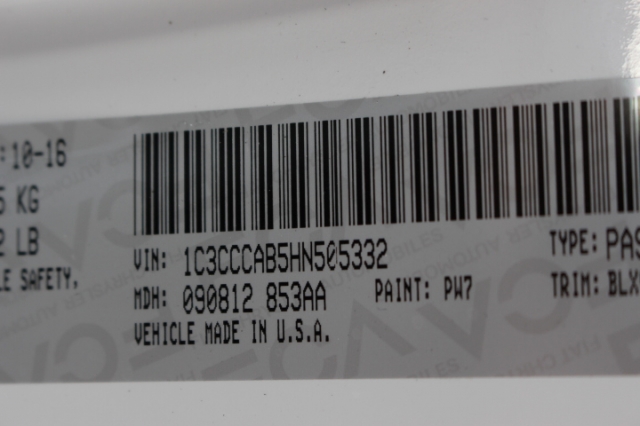 : 10-16
5 KG
2 LB
LE SAFETY,
VIN: 1C3CCCAB5HN505332 TYPE: PAS
MDH: 090812 853AA PAINT: PW7 TRIM: BLX
VEHICLE MADE IN U.S.A.